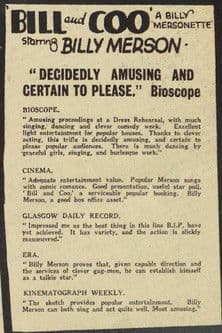 BILL and COO
A BILLY
MERSONETTE
starring BILLY MERSON.
"DECIDEDLY AMUSING AND
CERTAIN TO PLEASE." Bioscope
BIOSCOPE.
"Amusing proceedings at a Dress Rehearsal, with much
singing, dancing and clever comedy work. Excellent
light entertainment for popular houses. Thanks to clever
acting, this trifle is decidedly amusing, and certain to
please popular audiences. There is much dancing by
graceful girls, singing, and burlesque work."
CINEMA.
"Adequate entertainment value. Popular Merson songs
with comic romance. Good presentation, useful star pull.
'Bill and Coo,' a serviceable popular booking. Billy
Merson, a good box office asset."
GLASGOW DAILY RECORD.
"Impressed me as the best thing in this line B.I.P. have
yet achieved. It has variety, and the action is slickly
manœuvred."
ERA.
"Billy Merson proves that, given capable direction and
the services of clever gag-men, he can establish himself
as a talkie star."
KINEMATOGRAPH WEEKLY.
"The sketch provides popular entertainment. Billy
Merson can both sing and act quite well. Most amusing."